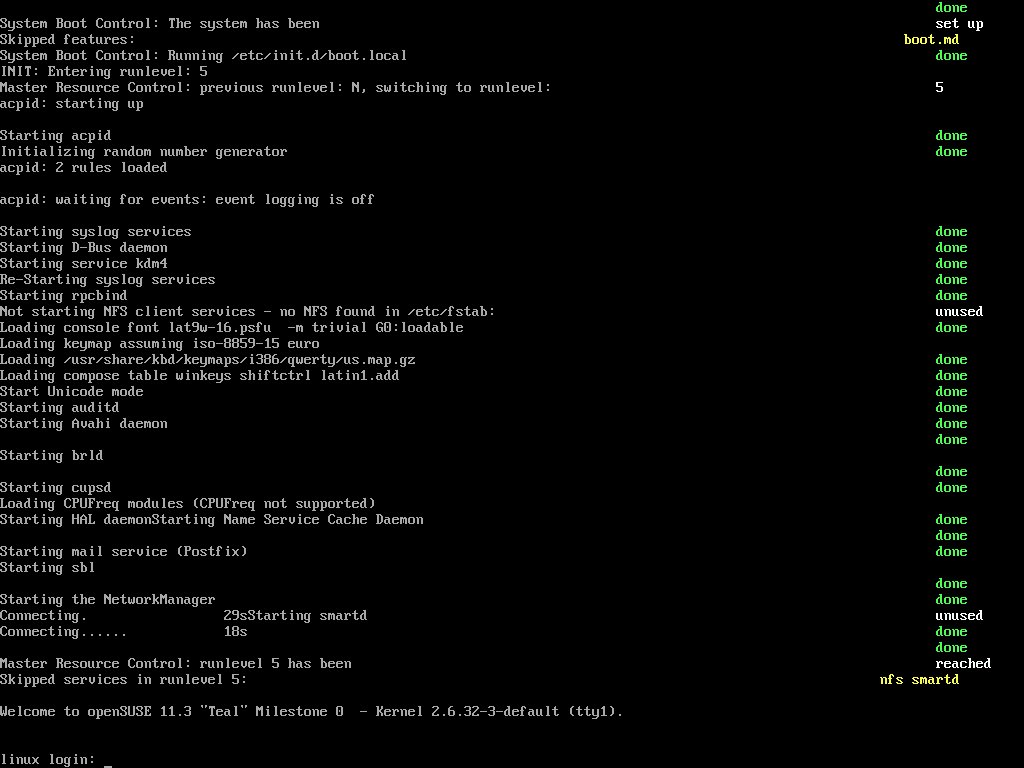 done
System Boot Control: The system has been set up
Skipped features: boot.md
System Boot Control: Running /etc/init.d/boot.local done
INIT: Entering runlevel: 5
Master Resource Control: previous runlevel: N, switching to runlevel: 5
acpid: starting up
Starting acpid done
Initializing random number generator done
acpid: 2 rules loaded
acpid: waiting for events: event logging is off
Starting syslog services done
Starting D-Bus daemon done
Starting service kdm4 done
Re-Starting syslog services done
Starting rpcbind done
Not starting NFS client services - no NFS found in /etc/fstab: unused
Loading console font lat9w-16.psfu  -m trivial G0:loadable done
Loading keymap assuming iso-8859-15 euro
Loading /usr/share/kbd/keymaps/i386/qwerty/us.map.gz done
Loading compose table winkeys shiftctrl latin1.add done
Start Unicode mode done
Starting auditd done
Starting Avahi daemon done
done
Starting brld
done
Starting cupsd done
Loading CPUFreq modules (CPUFreq not supported)
Starting HAL daemonStarting Name Service Cache Daemon done
done
Starting mail service (Postfix) done
Starting sbl
done
Starting the NetworkManager done
Connecting. 29sStarting smartd unused
Connecting...... 18s done
done
Master Resource Control: runlevel 5 has been reached
Skipped services in runlevel 5: nfs smartd
Welcome to openSUSE 11.3 "Teal" Milestone 0  - Kernel 2.6.32-3-default (tty1).
linux login: _